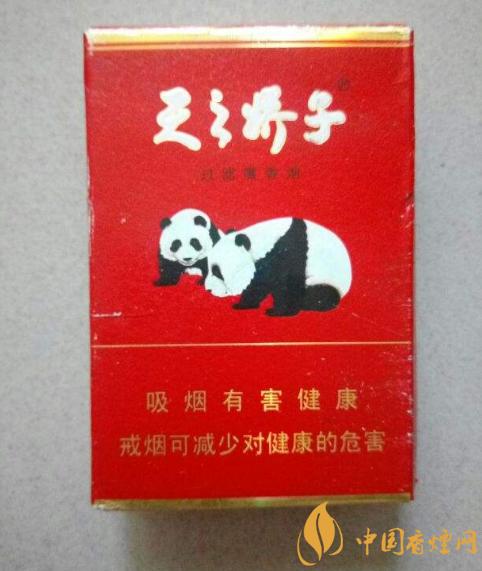 天之骄子
过滤嘴香烟
吸烟有害健康
戒烟可减少对健康的危害
中国香烟网